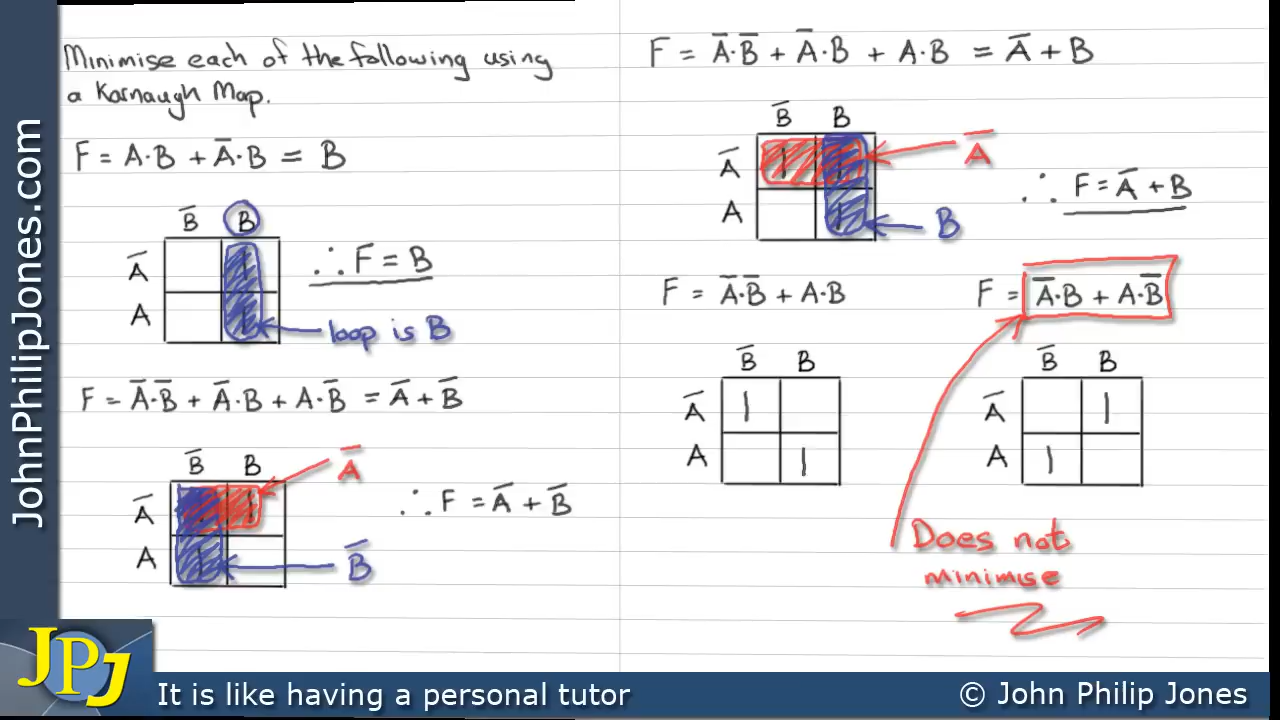 Minimise each of the following using
a Karnaugh Map.
F = A·B + A̅·B = B
B̅ B
A̅ 1
A 1
∴ F = B
loop is B
F = A̅·B̅ + A̅·B + A·B̅ = A̅ + B̅
B̅ B
A̅ 1 1
A 1
A̅
B̅
∴ F = A̅ + B̅
F = A̅·B̅ + A̅·B + A·B = A̅ + B
B̅ B
A̅ 1 1
A 1
A̅
B
∴ F = A̅ + B
F = A̅·B̅ + A·B
B̅ B
A̅ 1
A 1
F = A̅·B + A·B̅
B̅ B
A̅ 1
A 1
Does not
minimise
JohnPhilipJones.com
JPJ
It is like having a personal tutor
© John Philip Jones